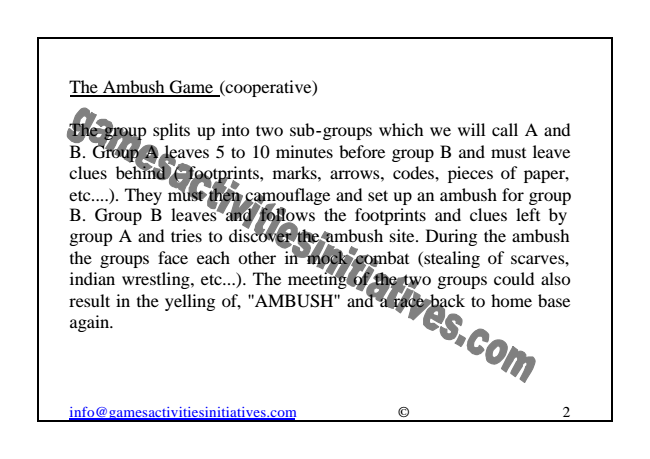 The Ambush Game (cooperative)
The group splits up into two sub-groups which we will call A and
B. Group A leaves 5 to 10 minutes before group B and must leave
clues behind ( footprints, marks, arrows, codes, pieces of paper,
etc....). They must then camouflage and set up an ambush for group
B. Group B leaves and follows the footprints and clues left by
group A and tries to discover the ambush site. During the ambush
the groups face each other in mock combat (stealing of scarves,
indian wrestling, etc...). The meeting of the two groups could also
result in the yelling of, "AMBUSH" and a race back to home base
again.
gamesactivitiesinitiatives.com
info@gamesactivitiesinitiatives.com © 2